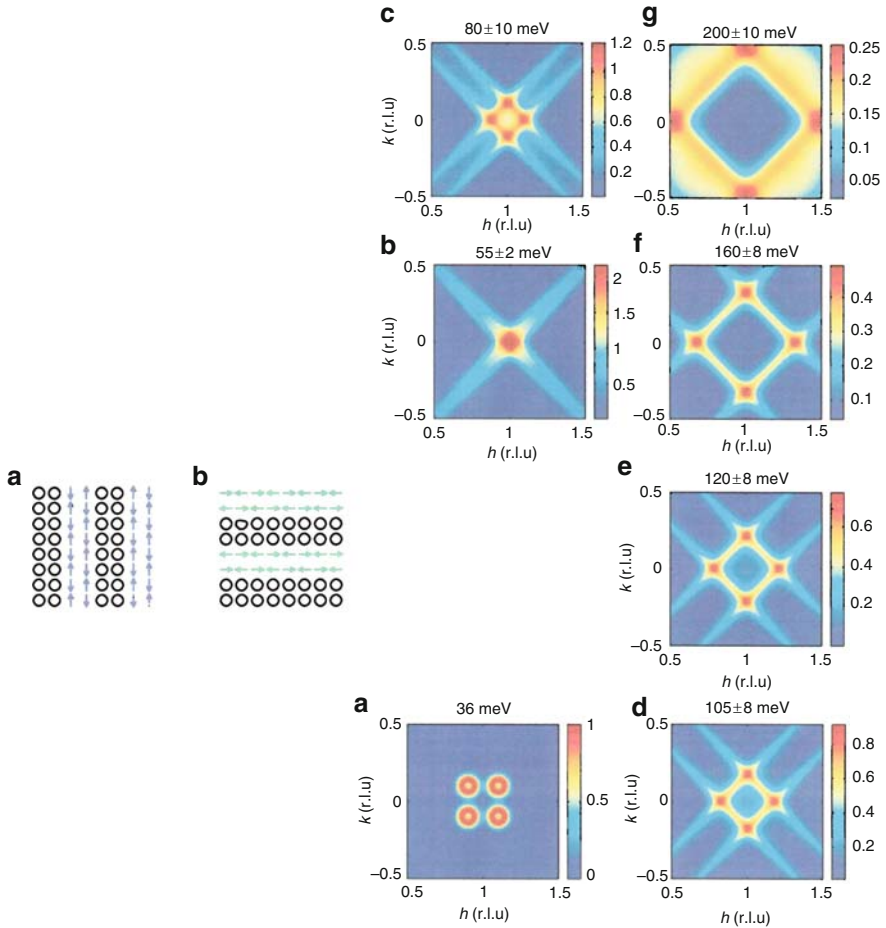 c
80±10 meV
0.5
0
−0.5
k (r.l.u)
0.5
1
1.5
h (r.l.u)
1.2
1
0.8
0.6
0.4
0.2
g
200±10 meV
0.5
0
−0.5
k (r.l.u)
0.5
1
1.5
h (r.l.u)
0.25
0.20
0.15
0.10
0.05
b
55±2 meV
0.5
0
−0.5
k (r.l.u)
0.5
1
1.5
h (r.l.u)
2
1.5
1
0.5
f
160±8 meV
0.5
0
−0.5
k (r.l.u)
0.5
1
1.5
h (r.l.u)
0.4
0.3
0.2
0.1
a
b
e
120±8 meV
0.5
0
−0.5
k (r.l.u)
0.5
1
1.5
h (r.l.u)
0.6
0.4
0.2
a
36 meV
0.5
0
−0.5
k (r.l.u)
0.5
1
1.5
h (r.l.u)
1
0.5
0
d
105±8 meV
0.5
0
−0.5
k (r.l.u)
0.5
1
1.5
h (r.l.u)
0.8
0.6
0.4
0.2